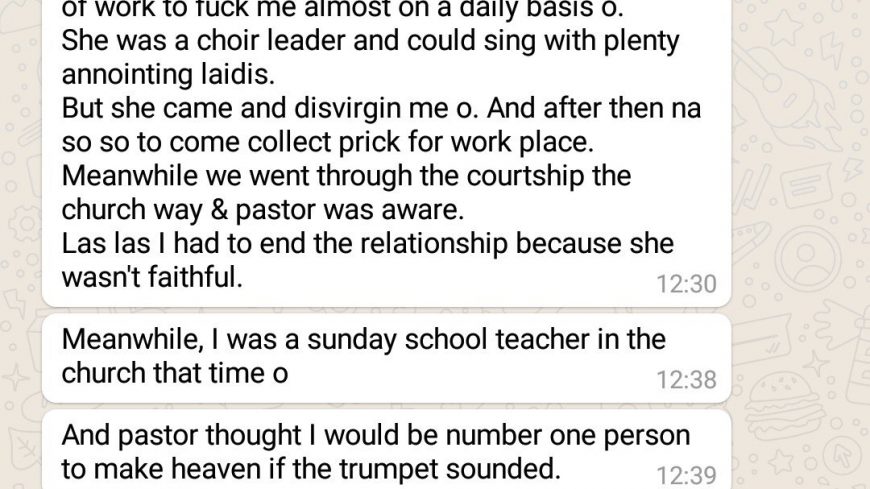 of work to fuck me almost on a daily basis o.
She was a choir leader and could sing with plenty
annointing laidis.
But she came and disvirgin me o. And after then na
so so to come collect prick for work place.
Meanwhile we went through the courtship the
church way & pastor was aware.
Las las I had to end the relationship because she
wasn't faithful.
12:30
Meanwhile, I was a sunday school teacher in the
church that time o
12:38
And pastor thought I would be number one person
to make heaven if the trumpet sounded.
12:39